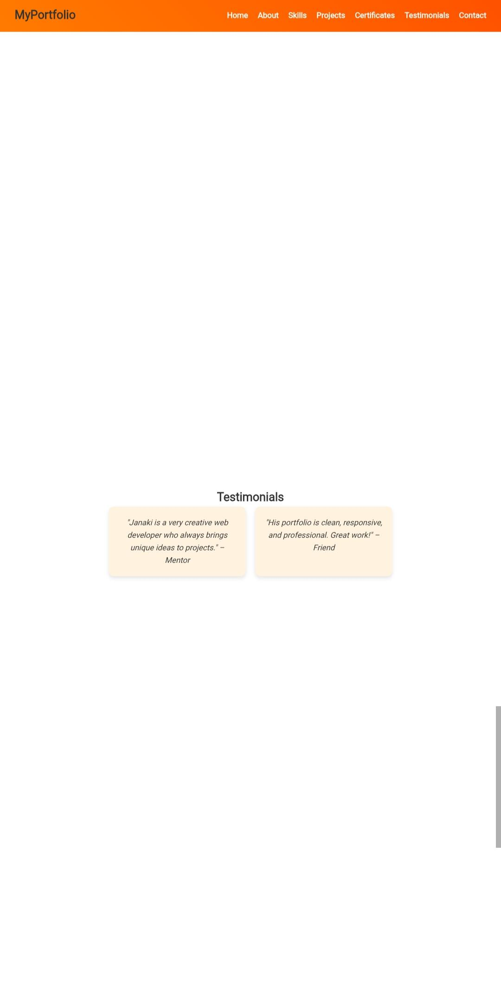 MyPortfolio
Home About Skills Projects Certificates Testimonials Contact
Testimonials
"Janaki is a very creative web
developer who always brings
unique ideas to projects." –
Mentor
"His portfolio is clean, responsive,
and professional. Great work!" –
Friend